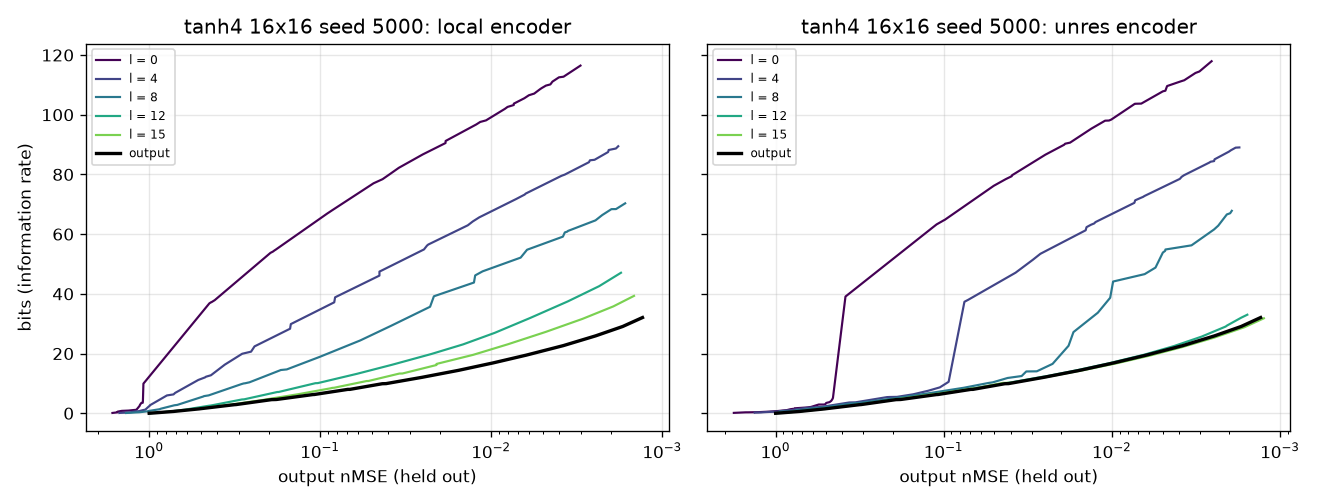 tanh4 16x16 seed 5000: local encoder
bits (information rate)
120
100
80
60
40
20
0
l = 0
l = 4
l = 8
l = 12
l = 15
output
10^0
10^-1
10^-2
10^-3
output nMSE (held out)
tanh4 16x16 seed 5000: unres encoder
l = 0
l = 4
l = 8
l = 12
l = 15
output
10^0
10^-1
10^-2
10^-3
output nMSE (held out)